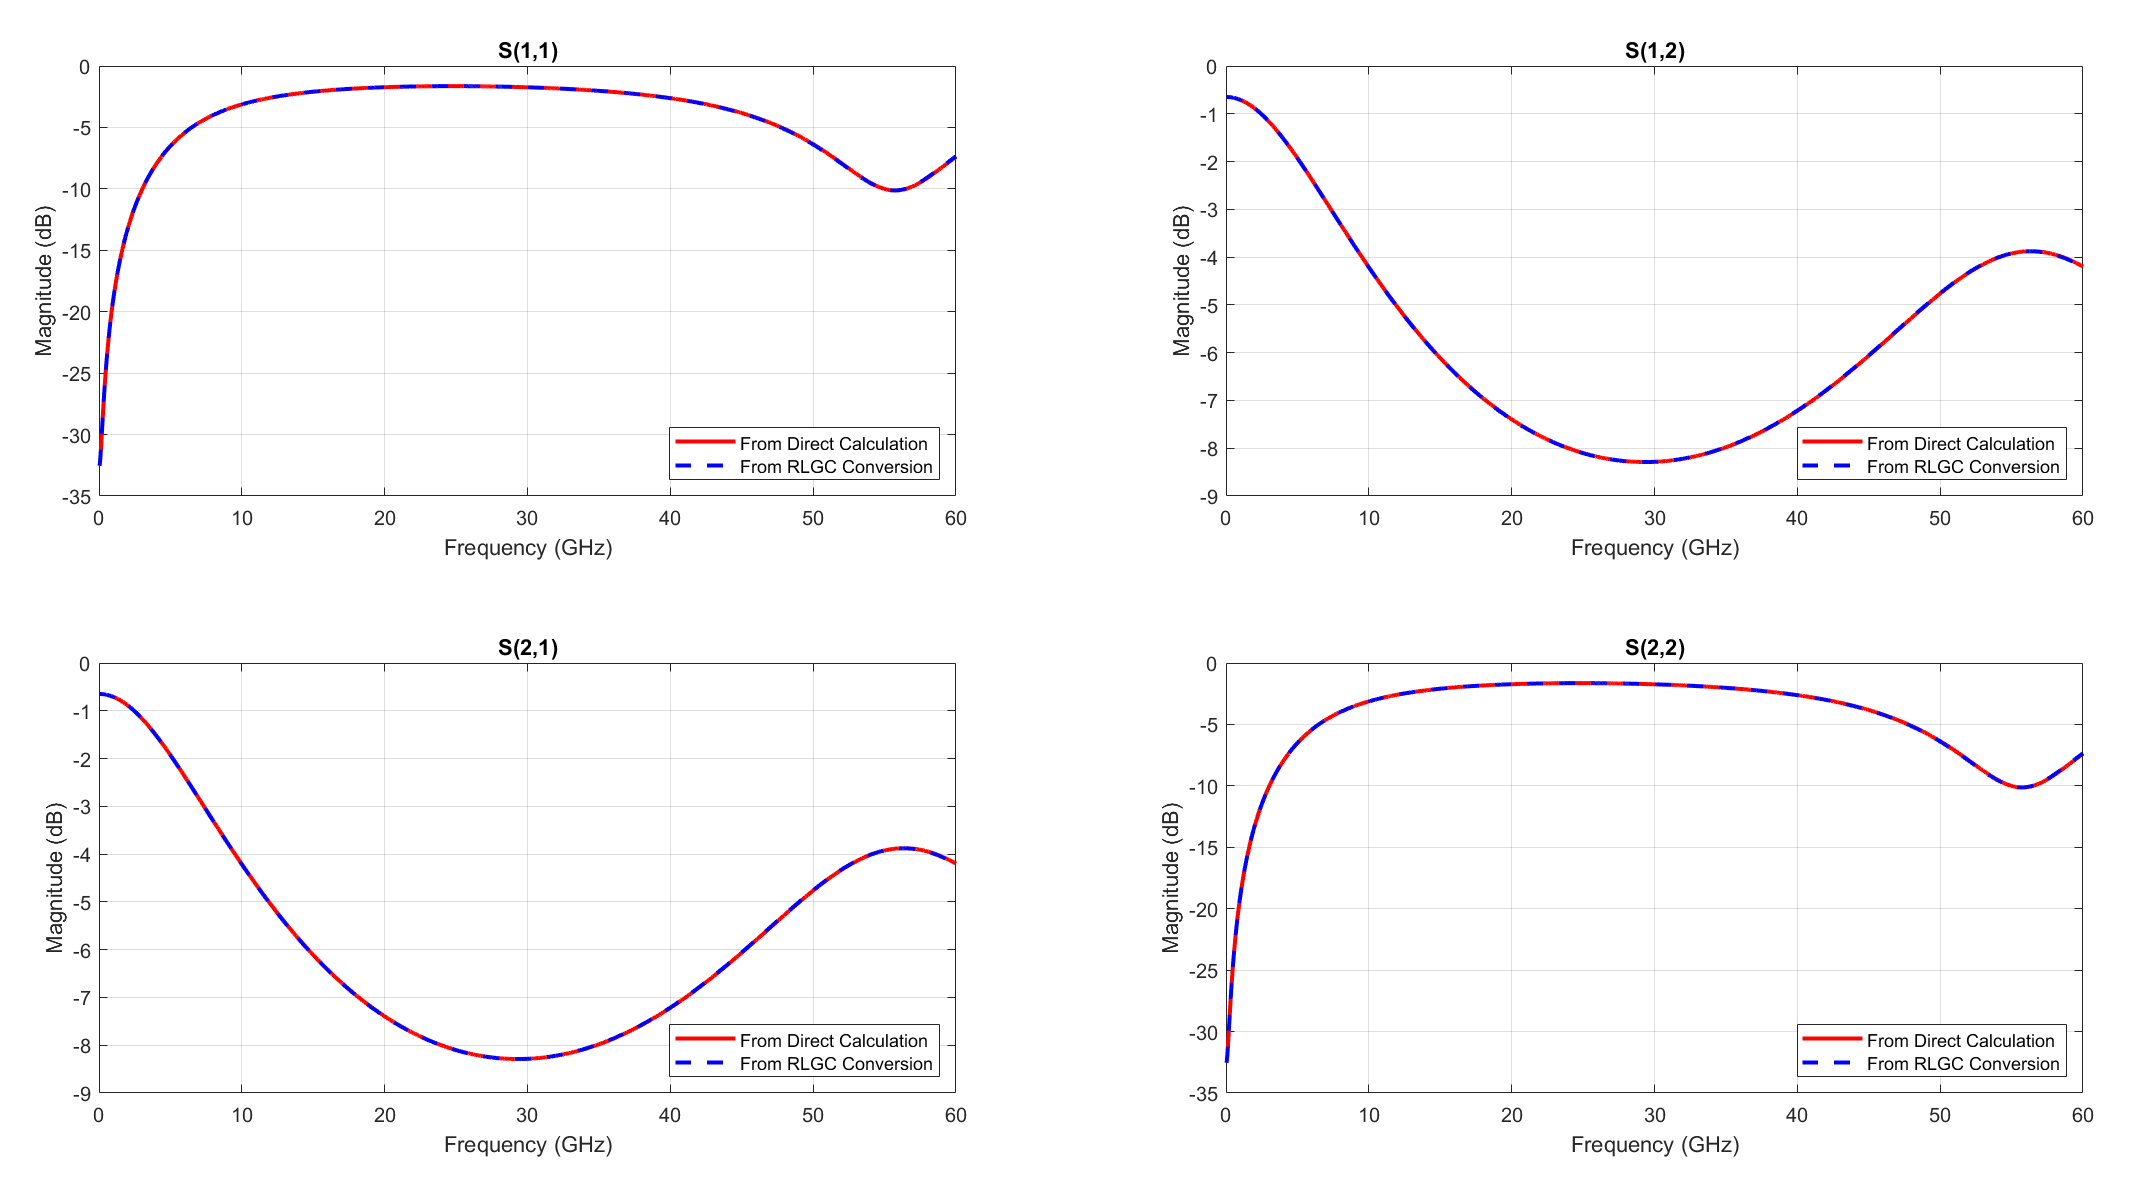 S(1,1)
0
-5
-10
-15
-20
-25
-30
-35
Magnitude (dB)
From Direct Calculation
From RLGC Conversion
0 10 20 30 40 50 60
Frequency (GHz)
S(1,2)
0
-1
-2
-3
-4
-5
-6
-7
-8
-9
Magnitude (dB)
From Direct Calculation
From RLGC Conversion
0 10 20 30 40 50 60
Frequency (GHz)
S(2,1)
0
-1
-2
-3
-4
-5
-6
-7
-8
-9
Magnitude (dB)
From Direct Calculation
From RLGC Conversion
0 10 20 30 40 50 60
Frequency (GHz)
S(2,2)
0
-5
-10
-15
-20
-25
-30
-35
Magnitude (dB)
From Direct Calculation
From RLGC Conversion
0 10 20 30 40 50 60
Frequency (GHz)